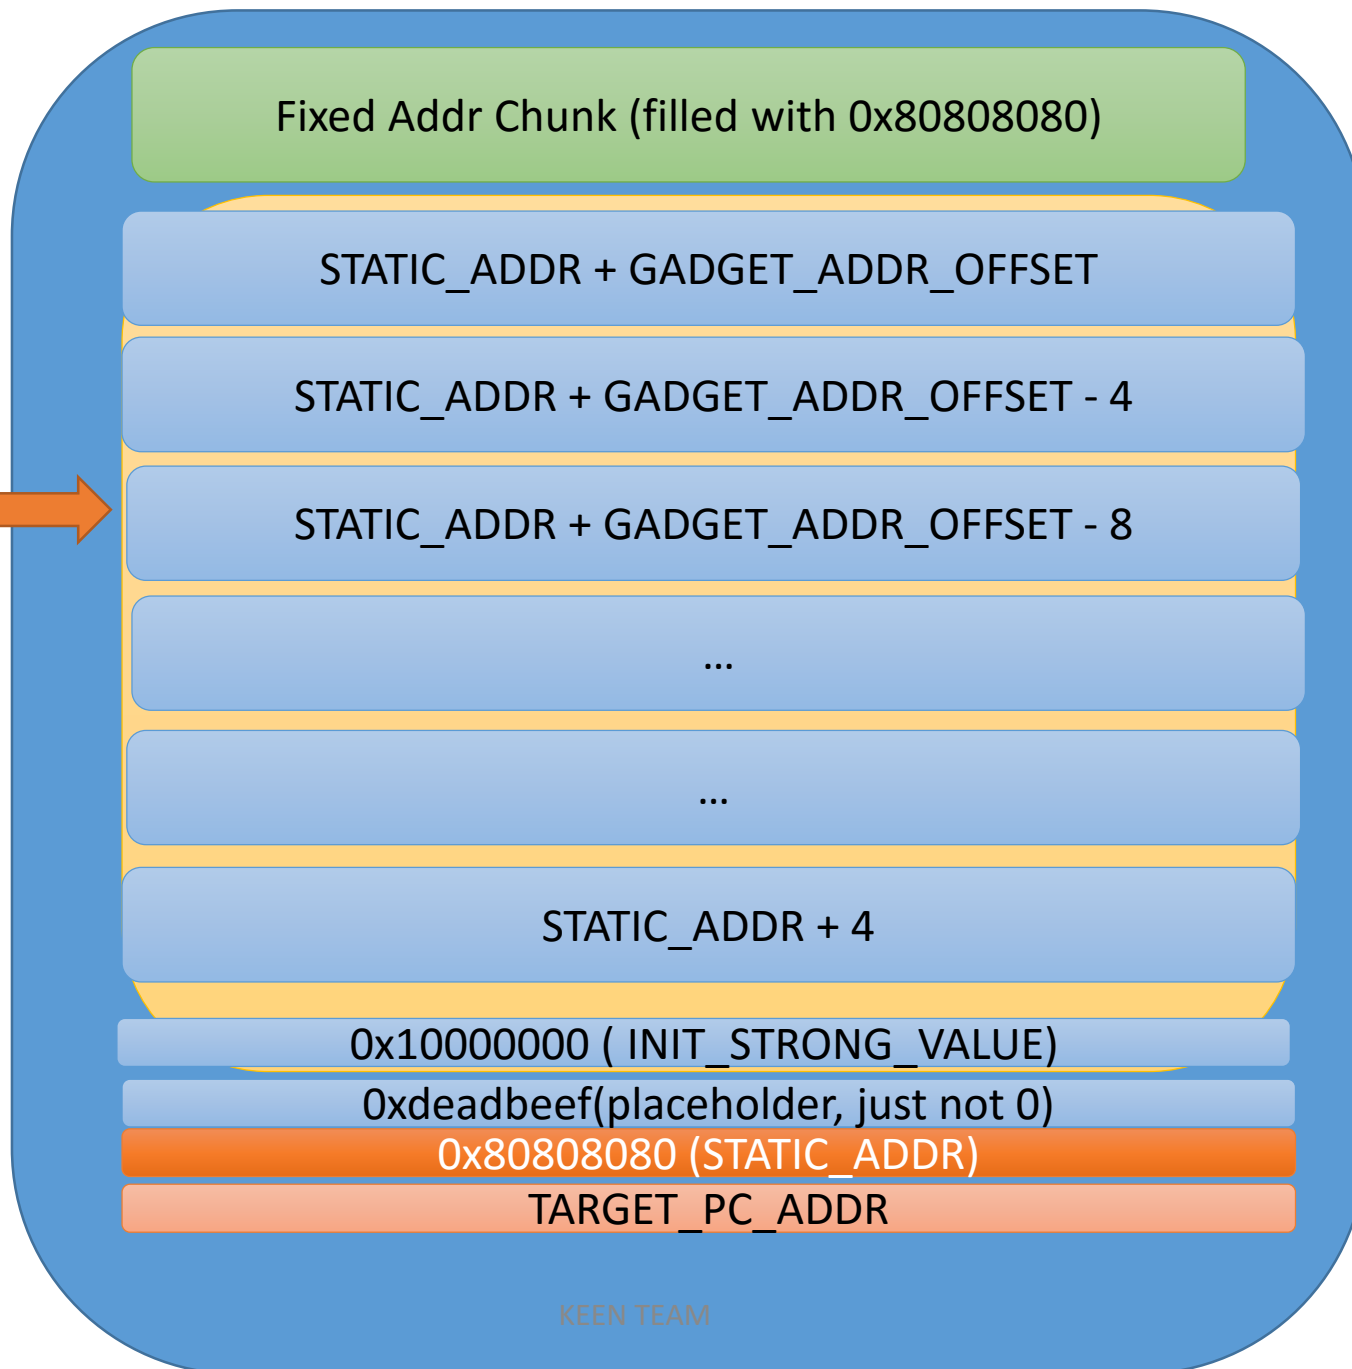 Fixed Addr Chunk (filled with 0x80808080)
STATIC_ADDR + GADGET_ADDR_OFFSET
STATIC_ADDR + GADGET_ADDR_OFFSET - 4
STATIC_ADDR + GADGET_ADDR_OFFSET - 8
...
...
STATIC_ADDR + 4
0x10000000 ( INIT_STRONG_VALUE)
0xdeadbeef(placeholder, just not 0)
0x80808080 (STATIC_ADDR)
TARGET_PC_ADDR
KEEN TEAM